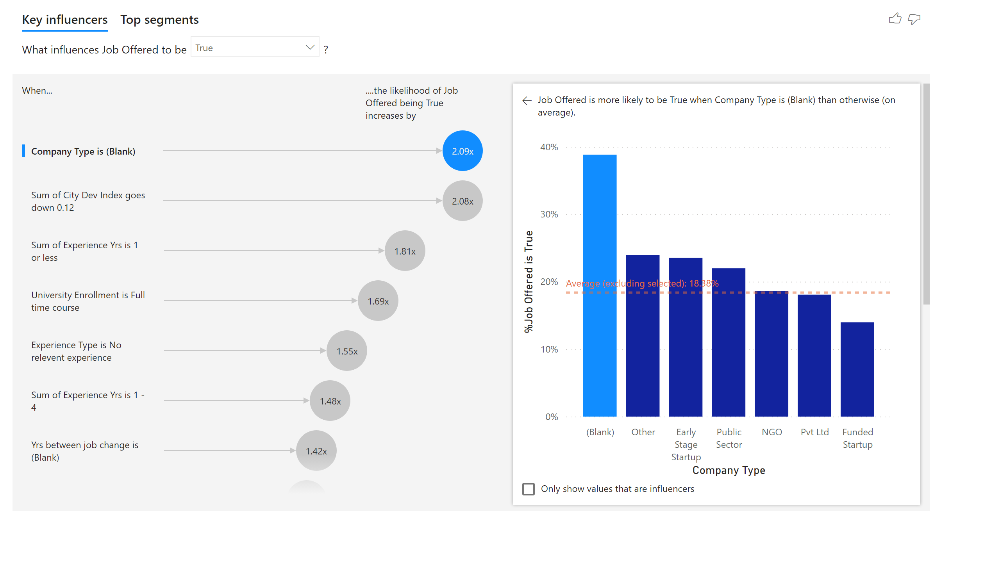 Key influencers Top segments
What influences Job Offered to be True ?
When...
....the likelihood of Job
Offered being True
increases by
Company Type is (Blank)
2.09x
Sum of City Dev Index goes
down 0.12
2.08x
Sum of Experience Yrs is 1
or less
1.81x
University Enrollment is Full
time course
1.69x
Experience Type is No
relevent experience
1.55x
Sum of Experience Yrs is 1 -
4
1.48x
Yrs between job change is
(Blank)
1.42x
Job Offered is more likely to be True when Company Type is (Blank) than otherwise (on
average).
%Job Offered is True
40%
30%
20%
10%
0%
Average (excluding selected): 18.38%
(Blank)
Other
Early
Stage
Startup
Public
Sector
NGO
Pvt Ltd
Funded
Startup
Company Type
Only show values that are influencers